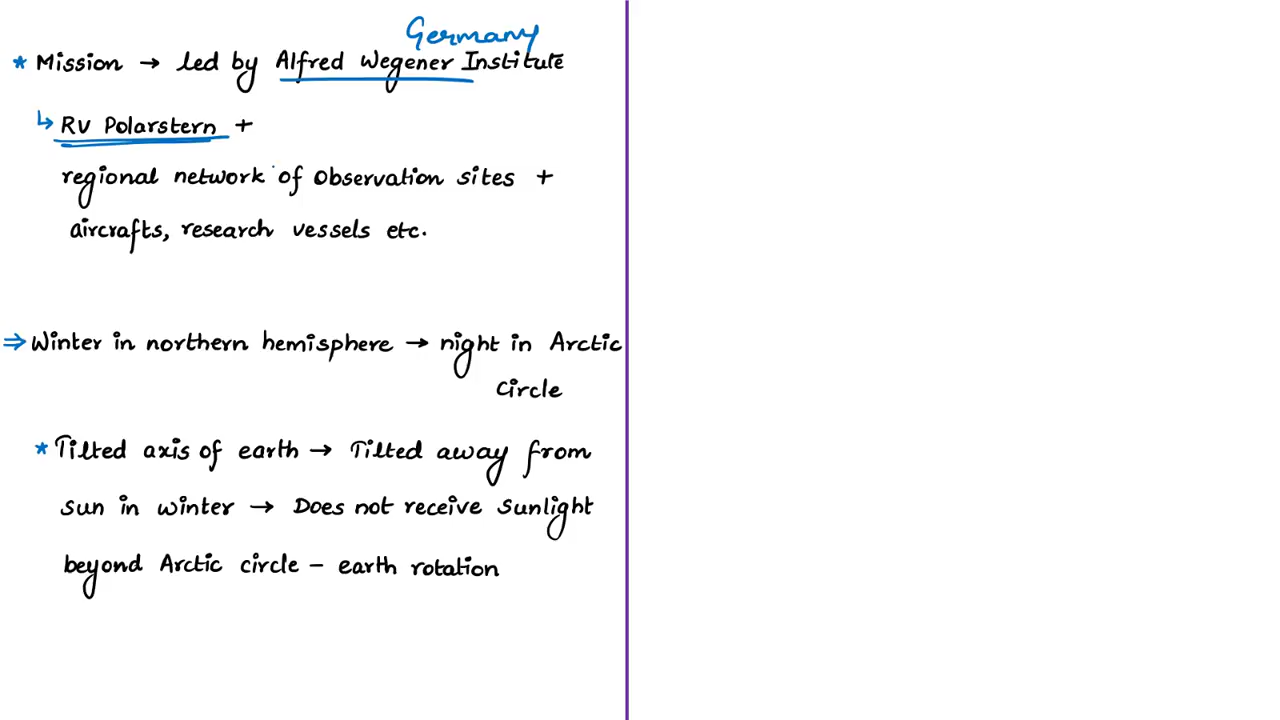 Germany
* Mission → led by Alfred Wegener Institute
↳ RV Polarstern +
regional network of observation sites +
aircrafts, research vessels etc.
⇒ Winter in northern hemisphere → night in Arctic
Circle
* Tilted axis of earth → Tilted away from
sun in winter → Does not receive sunlight
beyond Arctic circle – earth rotation